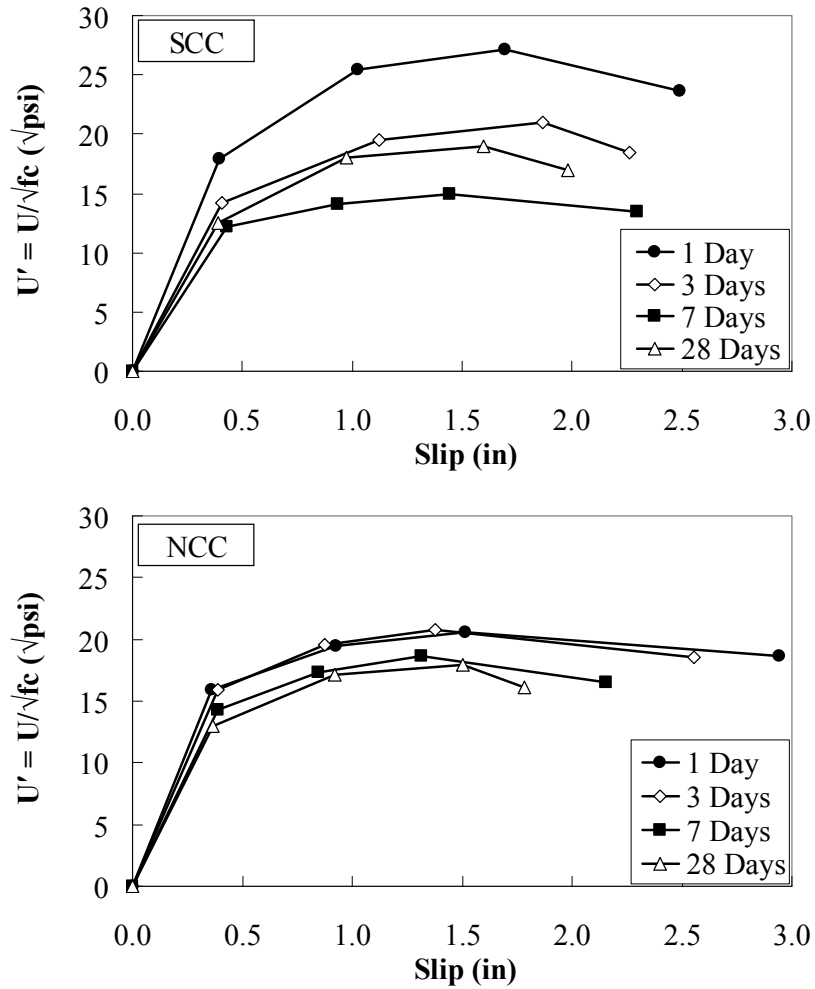 SCC
30
25
20
15
10
5
0
U′ = U/√fc (√psi)
1 Day
3 Days
7 Days
28 Days
0.0 0.5 1.0 1.5 2.0 2.5 3.0
Slip (in)
NCC
30
25
20
15
10
5
0
U′ = U/√fc (√psi)
1 Day
3 Days
7 Days
28 Days
0.0 0.5 1.0 1.5 2.0 2.5 3.0
Slip (in)